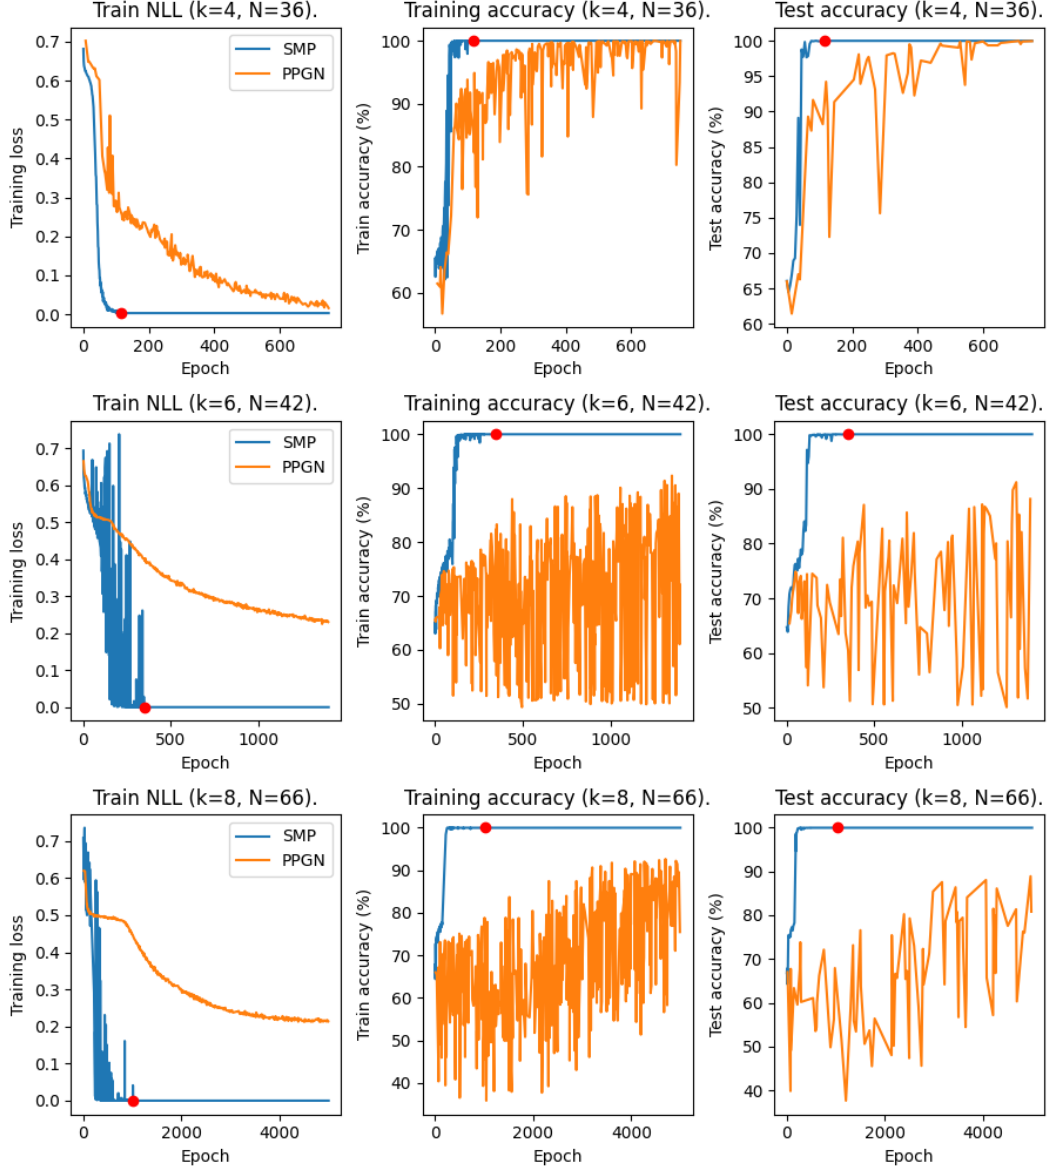 Train NLL (k=4, N=36).
Training loss
0.7
0.6
0.5
0.4
0.3
0.2
0.1
0.0
SMP
PPGN
0 200 400 600
Epoch
Training accuracy (k=4, N=36).
Train accuracy (%)
100
90
80
70
60
0 200 400 600
Epoch
Test accuracy (k=4, N=36).
Test accuracy (%)
100
95
90
85
80
75
70
65
60
0 200 400 600
Epoch
Train NLL (k=6, N=42).
Training loss
0.7
0.6
0.5
0.4
0.3
0.2
0.1
0.0
SMP
PPGN
0 1000
Epoch
Training accuracy (k=6, N=42).
Train accuracy (%)
100
90
80
70
60
50
0 500 1000
Epoch
Test accuracy (k=6, N=42).
Test accuracy (%)
100
90
80
70
60
50
0 500 1000
Epoch
Train NLL (k=8, N=66).
Training loss
0.7
0.6
0.5
0.4
0.3
0.2
0.1
0.0
SMP
PPGN
0 2000 4000
Epoch
Training accuracy (k=8, N=66).
Train accuracy (%)
100
90
80
70
60
50
40
0 2000 4000
Epoch
Test accuracy (k=8, N=66).
Test accuracy (%)
100
90
80
70
60
50
40
0 2000 4000
Epoch